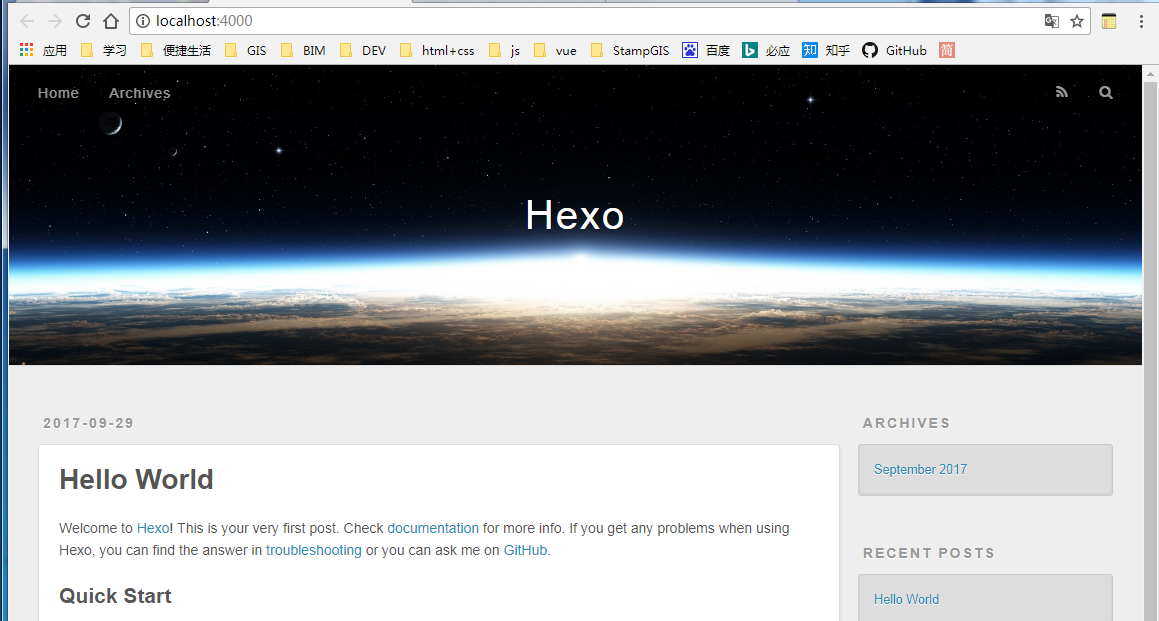 localhost:4000
应用 学习 便捷生活 GIS BIM DEV html+css js vue StampGIS 百度 必应 知 知乎 GitHub 简
Home Archives
Hexo
2017-09-29
Hello World
Welcome to Hexo! This is your very first post. Check documentation for more info. If you get any problems when using
Hexo, you can find the answer in troubleshooting or you can ask me on GitHub.
Quick Start
ARCHIVES
September 2017
RECENT POSTS
Hello World